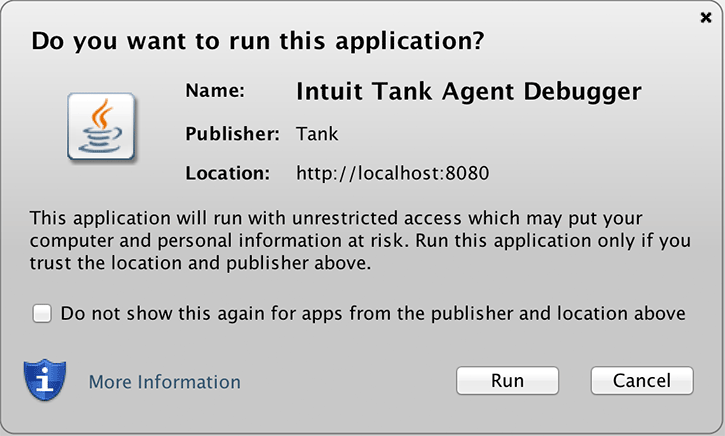 Do you want to run this application?
Name: Intuit Tank Agent Debugger
Publisher: Tank
Location: http://localhost:8080
This application will run with unrestricted access which may put your
computer and personal information at risk. Run this application only if you
trust the location and publisher above.
Do not show this again for apps from the publisher and location above
More Information Run Cancel